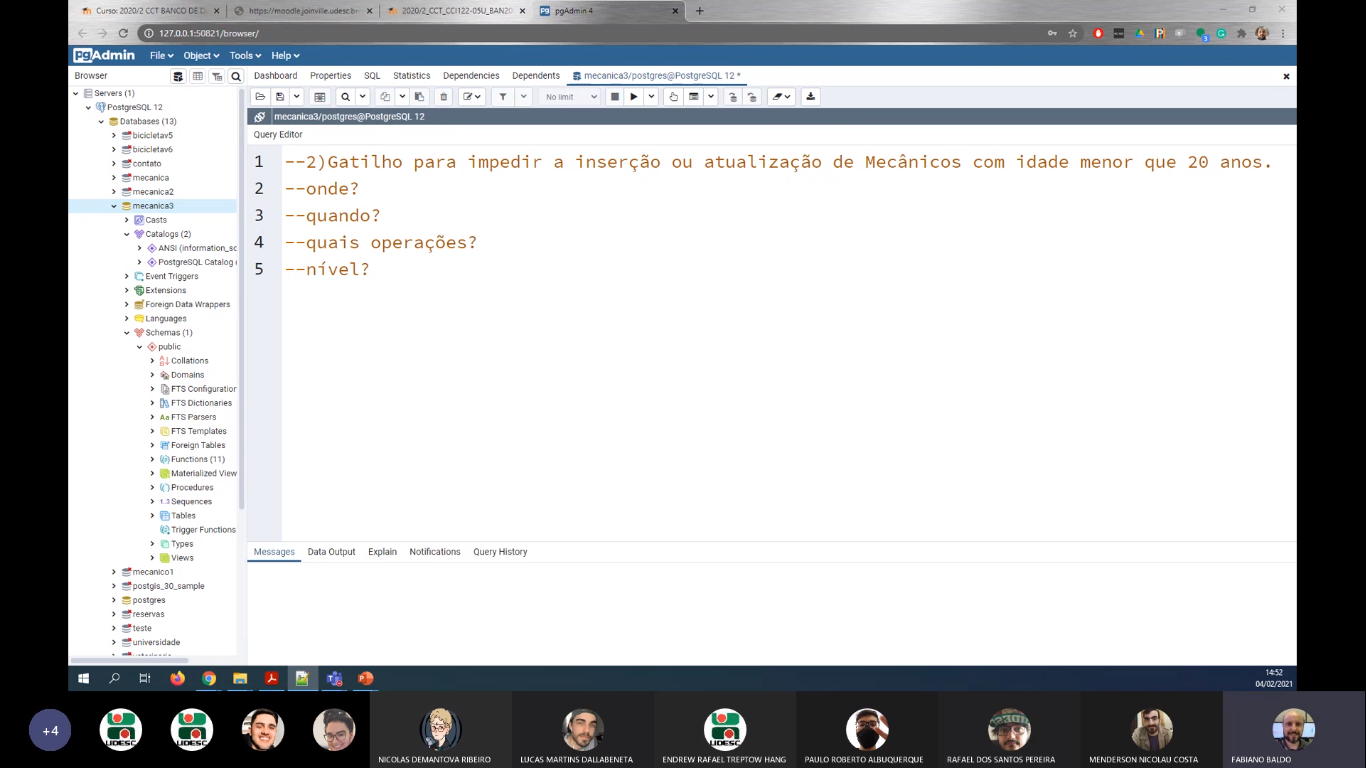 Curso: 2020/2 CCT BANCO DE D
https://moodle.joinville.udesc.br
2020/2_CCT_CCI122-05U_BAN20
pgAdmin 4
127.0.0.1:50821/browser/
pgAdmin File Object Tools Help
Browser
Dashboard Properties SQL Statistics Dependencies Dependents mecanica3/postgres@PostgreSQL 12 *
No limit
mecanica3/postgres@PostgreSQL 12
Query Editor
1 --2)Gatilho para impedir a inserção ou atualização de Mecânicos com idade menor que 20 anos.
2 --onde?
3 --quando?
4 --quais operações?
5 --nível?
Servers (1)
PostgreSQL 12
Databases (13)
bicicletav5
bicicletav6
contato
mecanica
mecanica2
mecanica3
Casts
Catalogs (2)
ANSI (information_sc
PostgreSQL Catalog (
Event Triggers
Extensions
Foreign Data Wrappers
Languages
Schemas (1)
public
Collations
Domains
FTS Configuration
FTS Dictionaries
FTS Parsers
FTS Templates
Foreign Tables
Functions (11)
Materialized View
Procedures
Sequences
Tables
Trigger Functions
Types
Views
mecanico1
postgis_30_sample
postgres
reservas
teste
universidade
Messages Data Output Explain Notifications Query History
14:52
04/02/2021
+4
UDESC
UDESC
UDESC
NICOLAS DEMANTOVA RIBEIRO
LUCAS MARTINS DALLABENETA
ENDREW RAFAEL TREPTOW HANG
PAULO ROBERTO ALBUQUERQUE
RAFAEL DOS SANTOS PEREIRA
MENDERSON NICOLAU COSTA
FABIANO BALDO